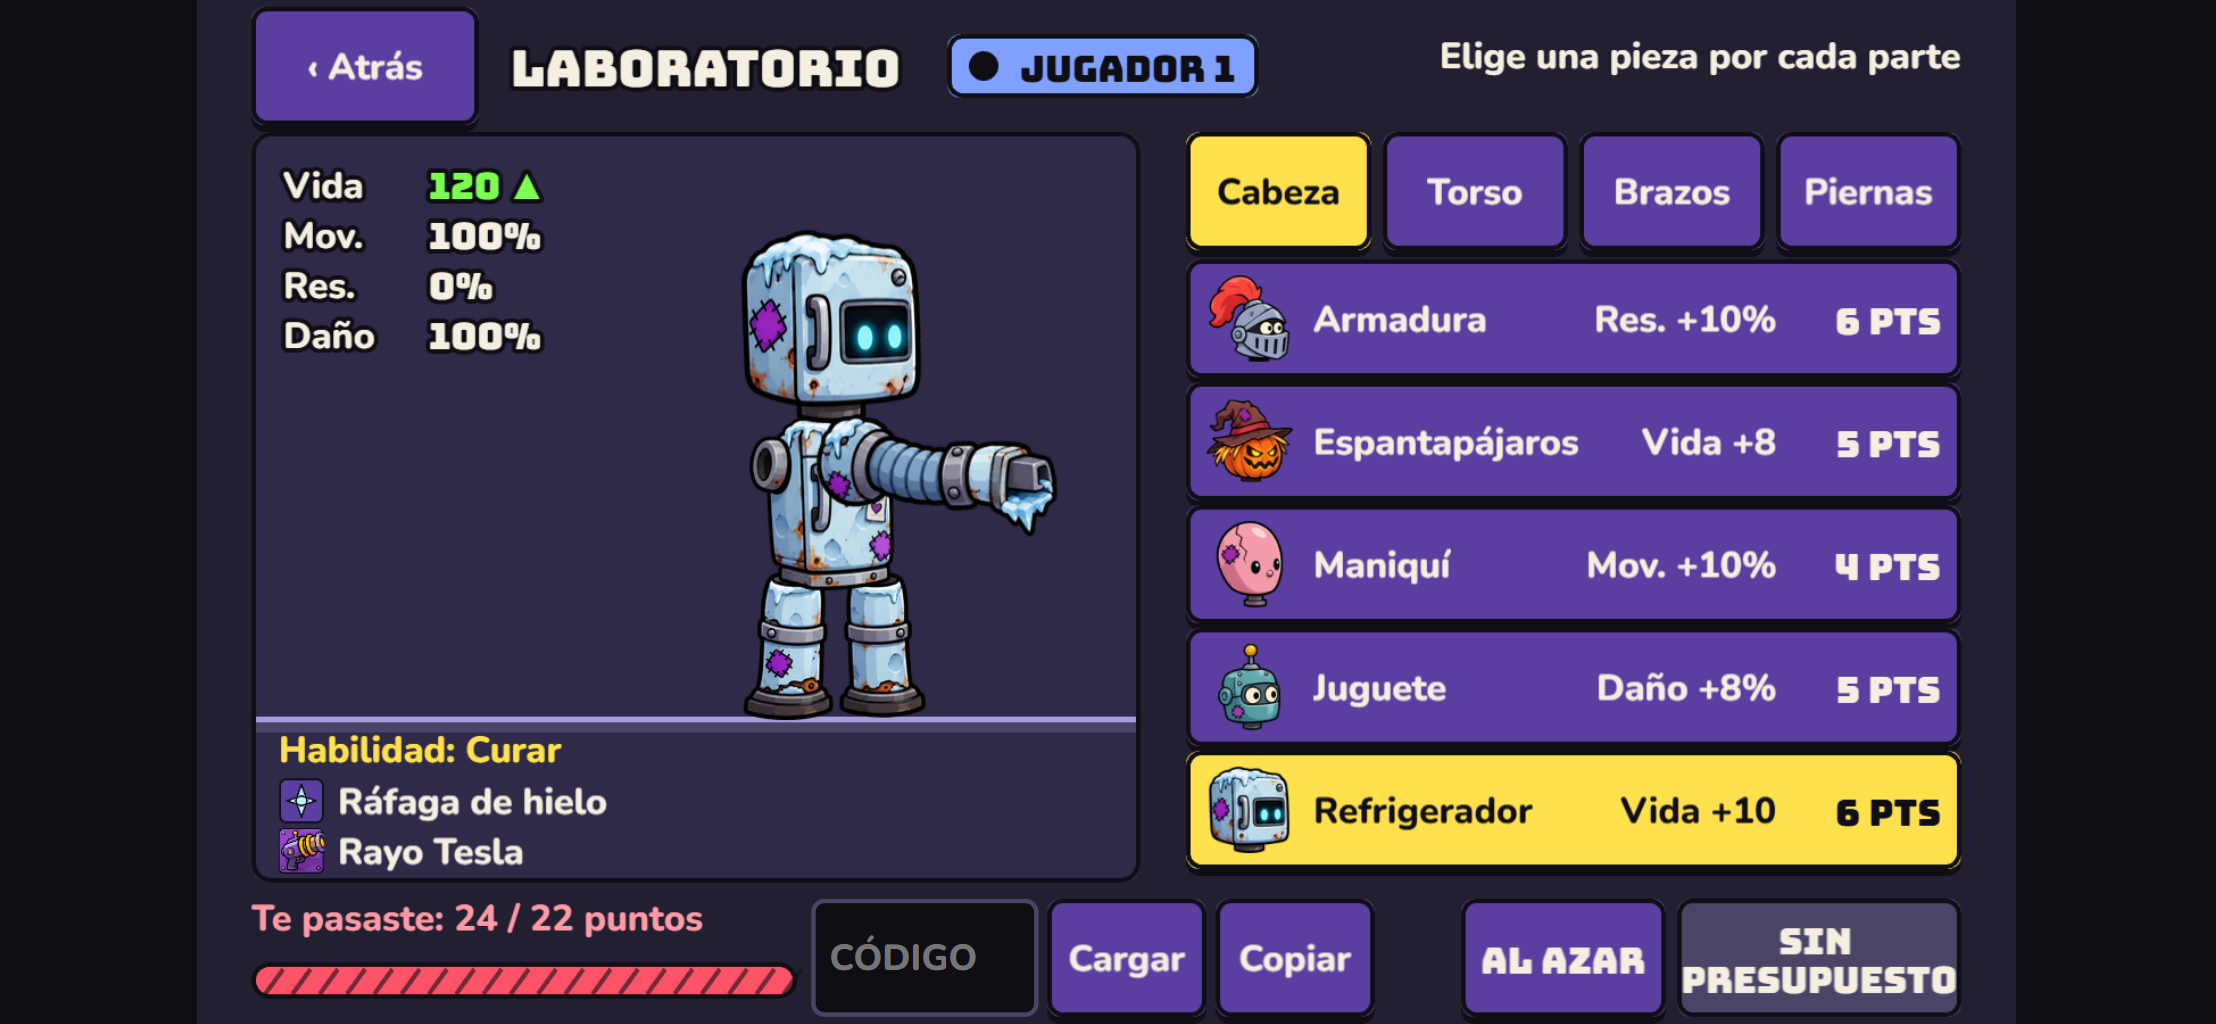 ‹ Atrás
LABORATORIO
JUGADOR 1
Elige una pieza por cada parte
Vida 120 ▲
Mov. 100%
Res. 0%
Daño 100%
Habilidad: Curar
Ráfaga de hielo
Rayo Tesla
Cabeza
Torso
Brazos
Piernas
Armadura Res. +10% 6 PTS
Espantapájaros Vida +8 5 PTS
Maniquí Mov. +10% 4 PTS
Juguete Daño +8% 5 PTS
Refrigerador Vida +10 6 PTS
Te pasaste: 24 / 22 puntos
CÓDIGO
Cargar
Copiar
AL AZAR
SIN
PRESUPUESTO